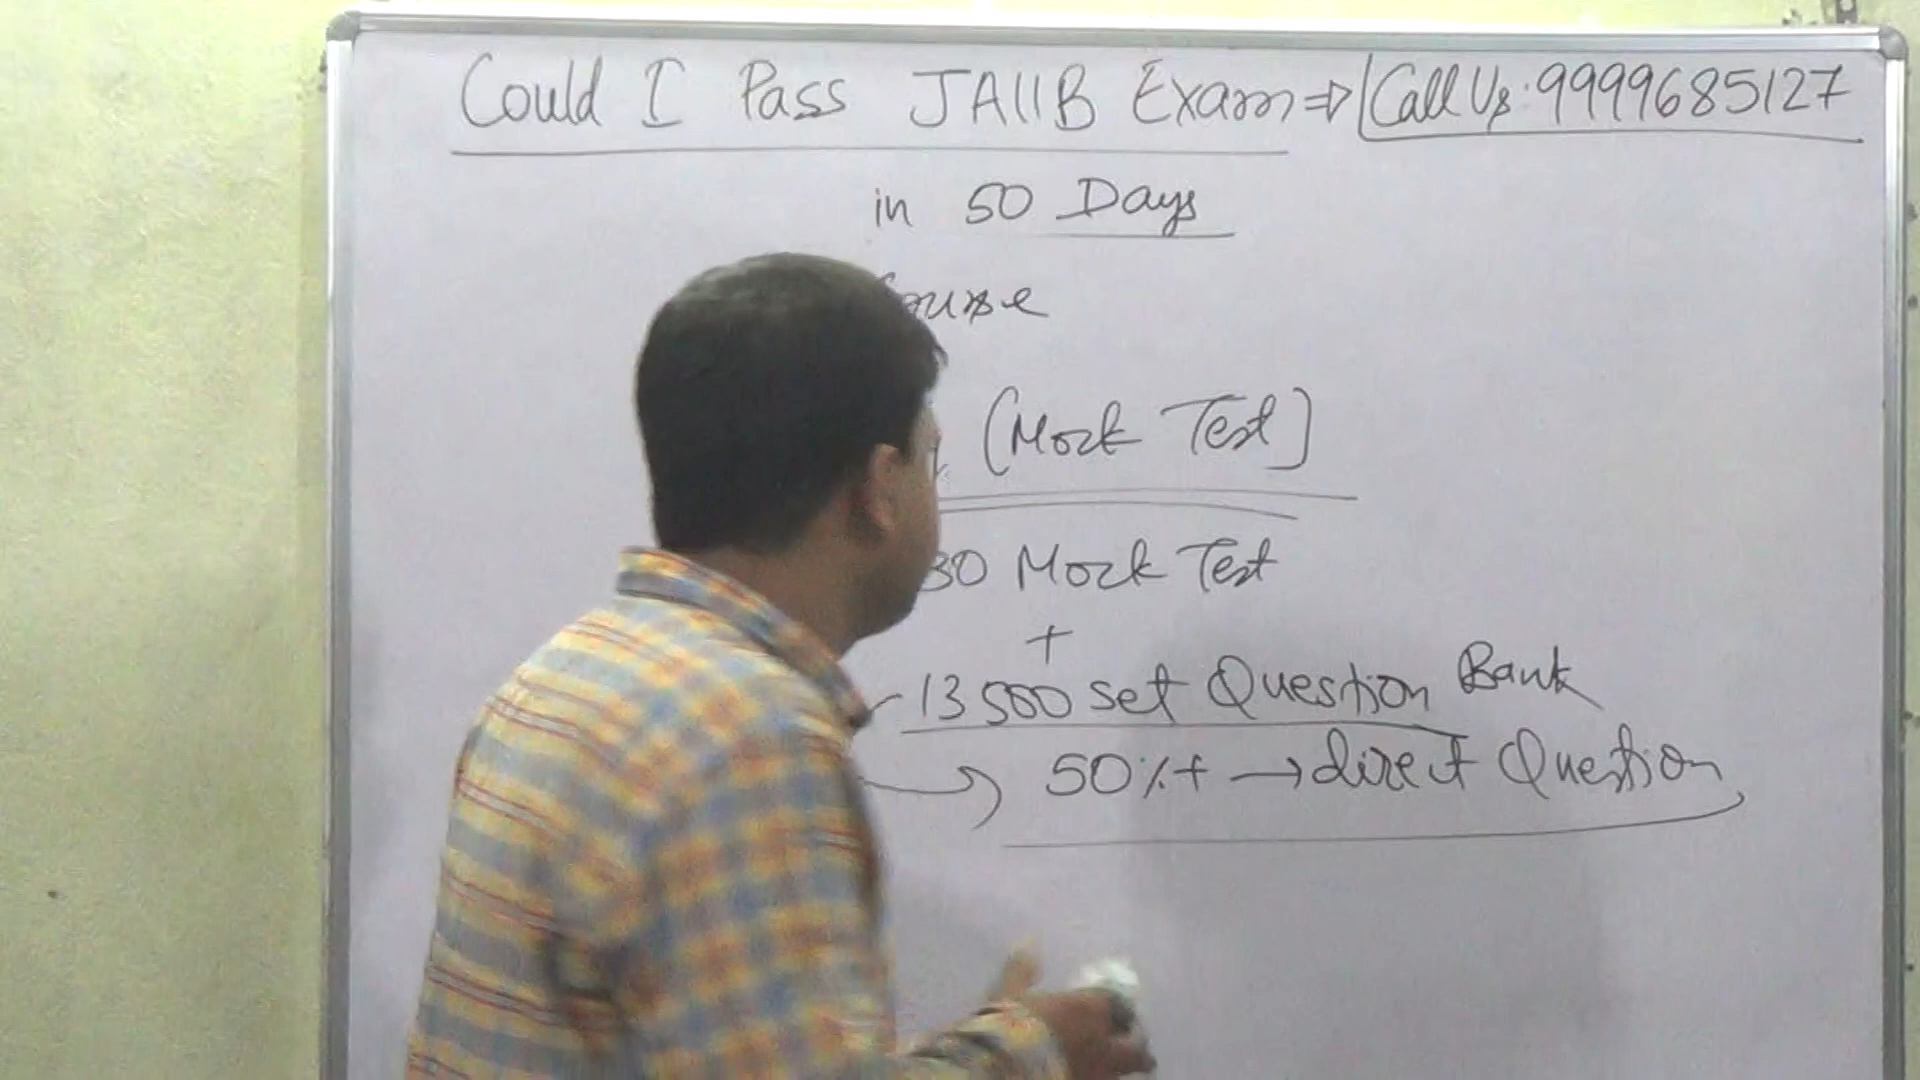 Could I Pass JAIIB Exam ⇒ Call Us: 9999685127
in 50 Days
Course
(Mock Test]
30 Mock Test
+
13500 set Question Bank
50%+ → direct Question